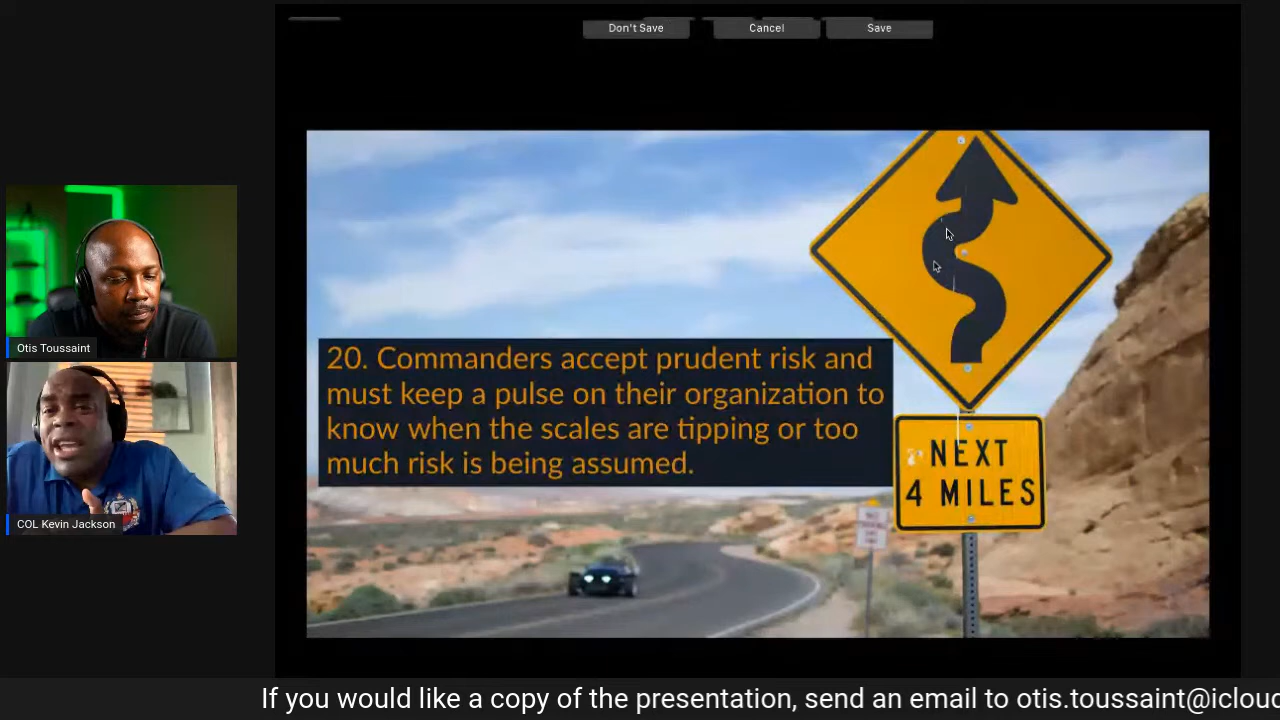 Don't Save
Cancel
Save
20. Commanders accept prudent risk and
must keep a pulse on their organization to
know when the scales are tipping or too
much risk is being assumed.
NEXT
4 MILES
Otis Toussaint
COL Kevin Jackson
If you would like a copy of the presentation, send an email to otis.toussaint@icloud